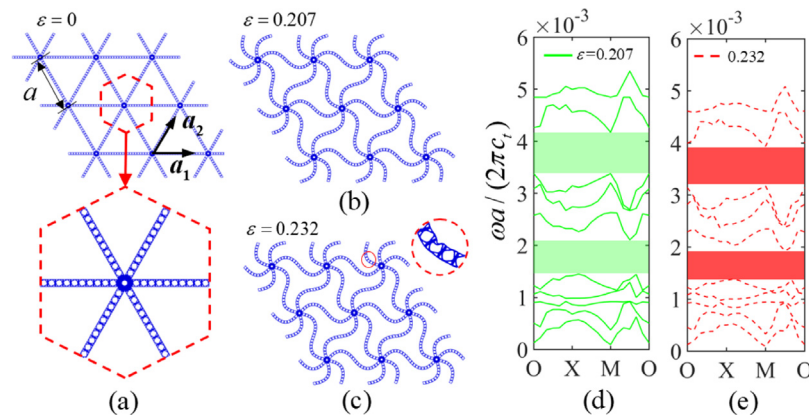 ε = 0
a
a₂
a₁
(a)
ε = 0.207
(b)
ε = 0.232
(c)
ωa / (2πcₜ)
×10⁻³
6
5
4
3
2
1
0
ε=0.207
O X M O
(d)
×10⁻³
6
5
4
3
2
1
0
0.232
O X M O
(e)